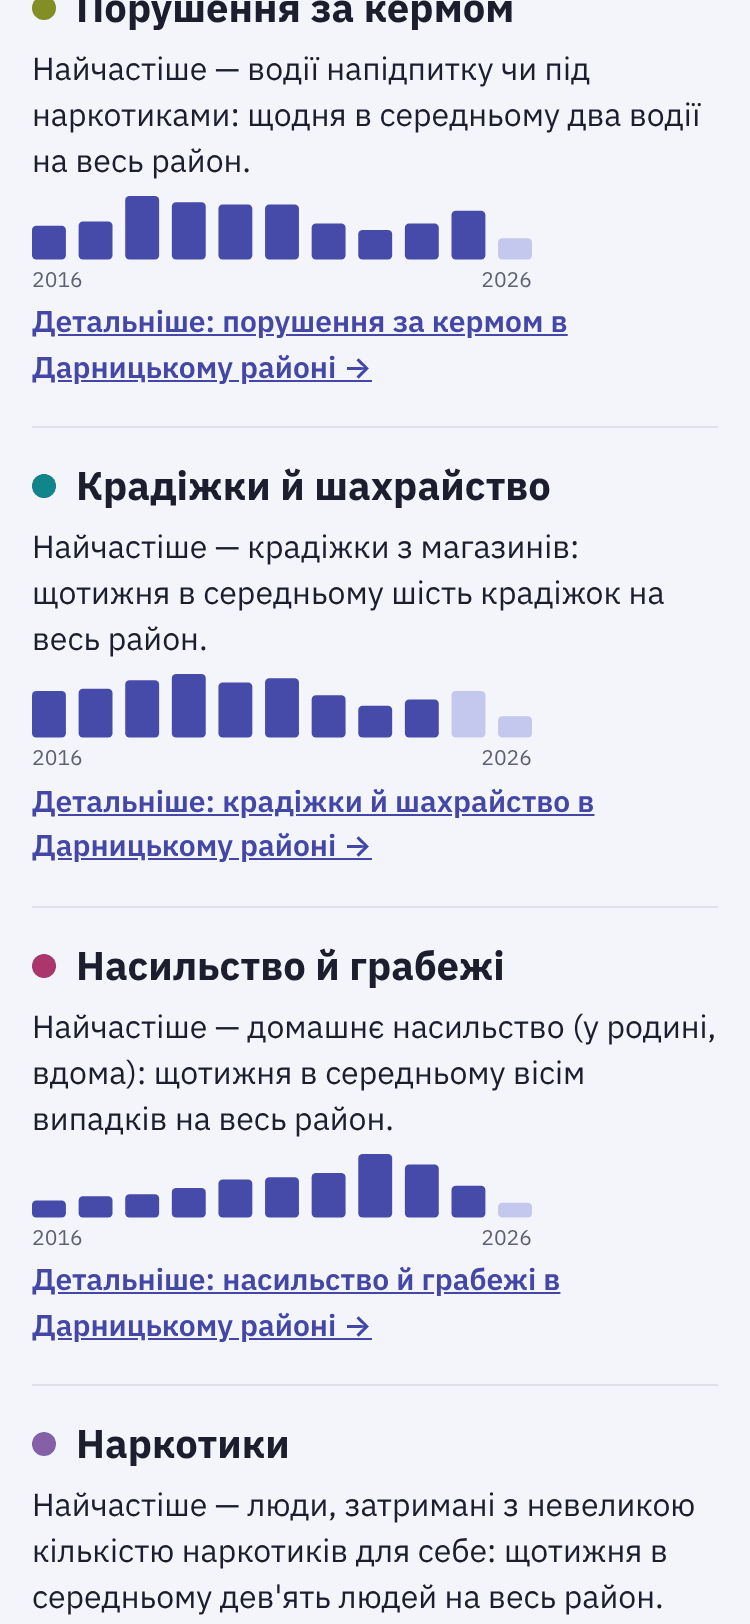 Порушення за кермом
Найчастіше — водії напідпитку чи під
наркотиками: щодня в середньому два водії
на весь район.
2016
2026
Детальніше: порушення за кермом в
Дарницькому районі →
Крадіжки й шахрайство
Найчастіше — крадіжки з магазинів:
щотижня в середньому шість крадіжок на
весь район.
2016
2026
Детальніше: крадіжки й шахрайство в
Дарницькому районі →
Насильство й грабежі
Найчастіше — домашнє насильство (у родині,
вдома): щотижня в середньому вісім
випадків на весь район.
2016
2026
Детальніше: насильство й грабежі в
Дарницькому районі →
Наркотики
Найчастіше — люди, затримані з невеликою
кількістю наркотиків для себе: щотижня в
середньому дев'ять людей на весь район.